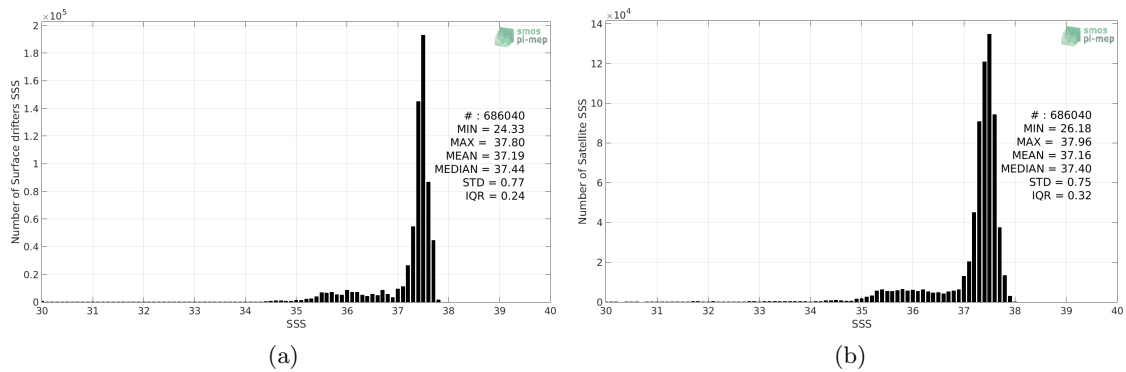 ×10⁵
2
1.8
1.6
1.4
1.2
1
0.8
0.6
0.4
0.2
0
Number of Surface drifters SSS
smos
pi-mep
# : 686040
MIN = 24.33
MAX = 37.80
MEAN = 37.19
MEDIAN = 37.44
STD = 0.77
IQR = 0.24
30 31 32 33 34 35 36 37 38 39 40
SSS
(a)
×10⁴
14
12
10
8
6
4
2
0
Number of Satellite SSS
smos
pi-mep
# : 686040
MIN = 26.18
MAX = 37.96
MEAN = 37.16
MEDIAN = 37.40
STD = 0.75
IQR = 0.32
30 31 32 33 34 35 36 37 38 39 40
SSS
(b)